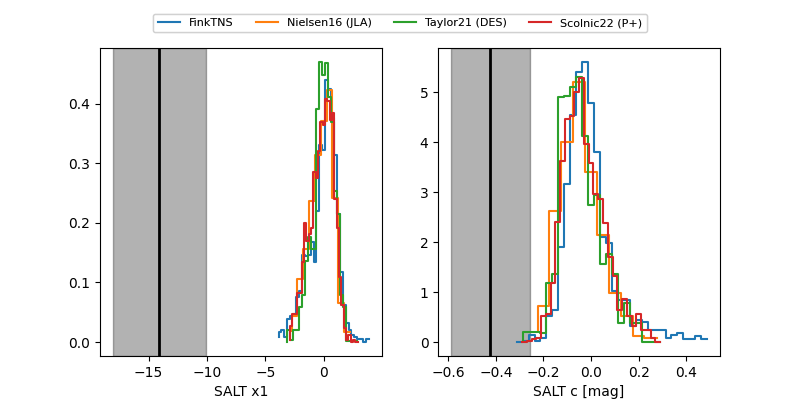 FinkTNS Nielsen16 (JLA) Taylor21 (DES) Scolnic22 (P+)
0.4
0.3
0.2
0.1
0.0
−15 −10 −5 0
SALT x1
5
4
3
2
1
0
−0.6 −0.4 −0.2 0.0 0.2 0.4
SALT c [mag]